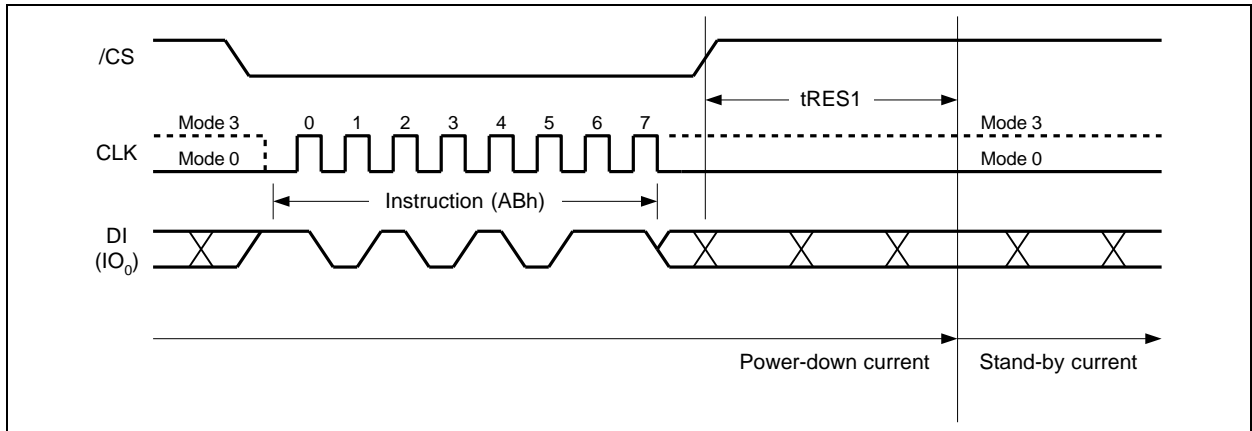 /CS
tRES1
Mode 3 0 1 2 3 4 5 6 7 Mode 3
CLK
Mode 0 Mode 0
Instruction (ABh)
DI
(IO0)
Power-down current Stand-by current